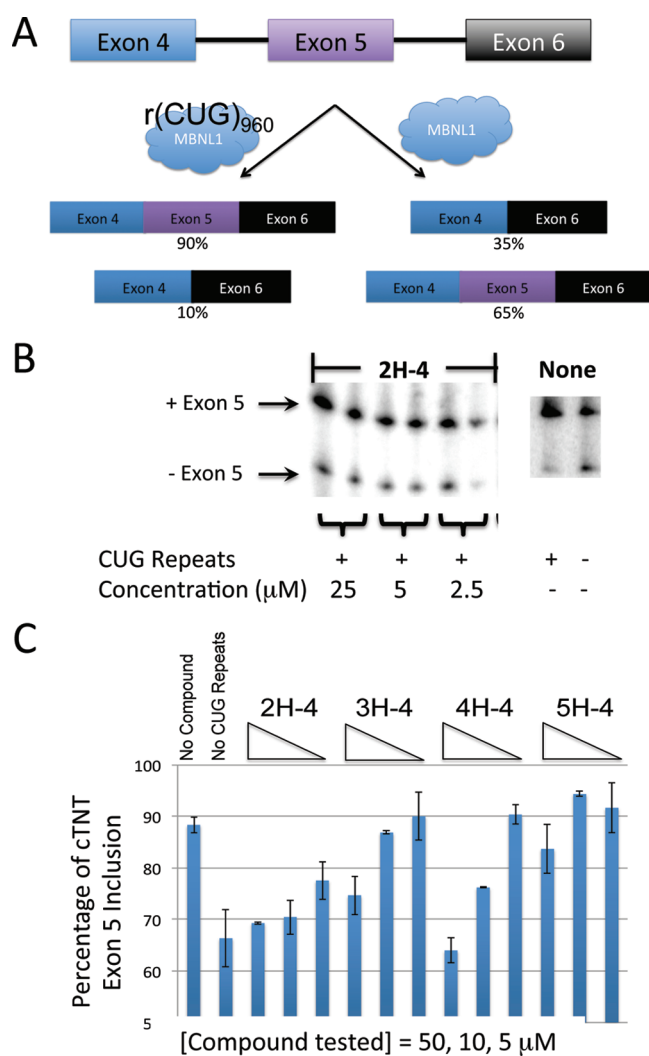 A
Exon 4 Exon 5 Exon 6
r(CUG)960
MBNL1 MBNL1
Exon 4 Exon 5 Exon 6 Exon 4 Exon 6
90% 35%
Exon 4 Exon 6 Exon 4 Exon 5 Exon 6
10% 65%
B
2H-4 None
+ Exon 5
- Exon 5
CUG Repeats + + + + -
Concentration (μM) 25 5 2.5 - -
C
No Compound
No CUG Repeats
2H-4 3H-4 4H-4 5H-4
Percentage of cTNT
Exon 5 Inclusion
100
90
80
70
60
5
[Compound tested] = 50, 10, 5 μM